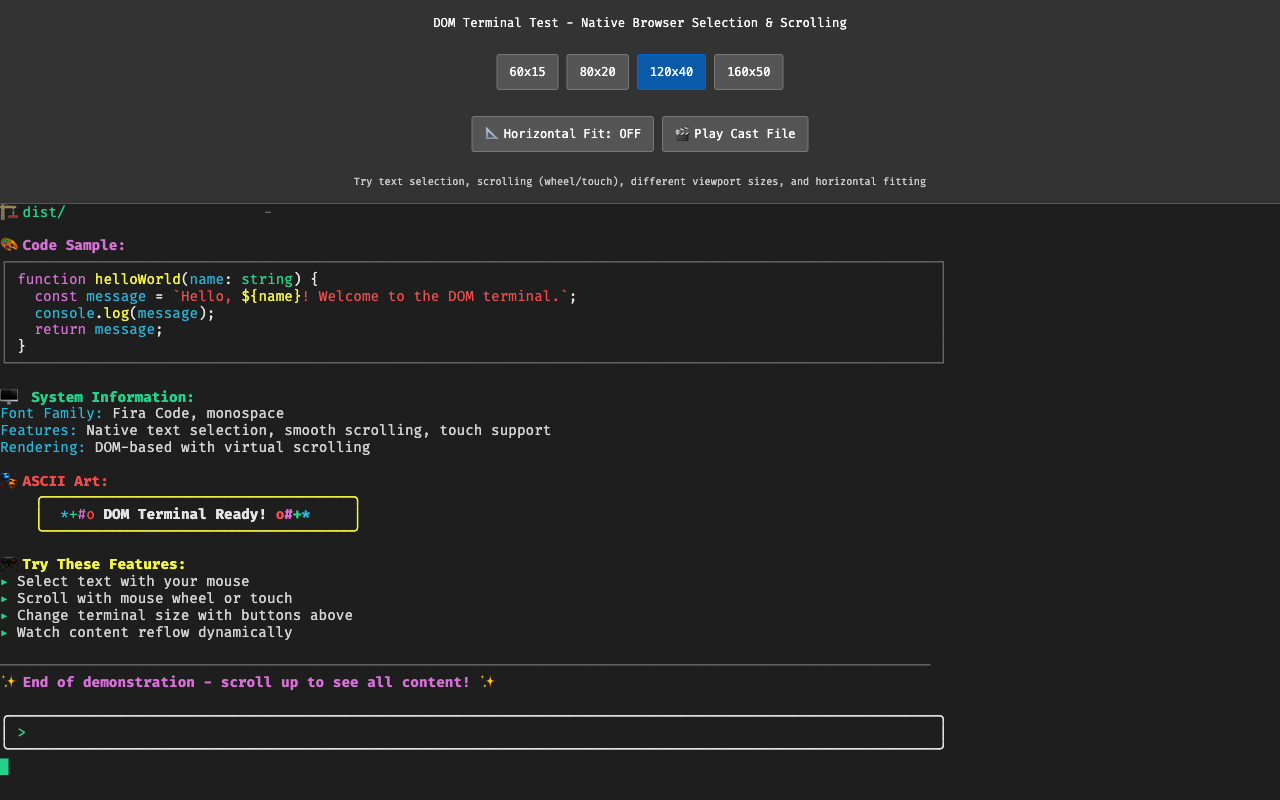 DOM Terminal Test - Native Browser Selection & Scrolling
60x15 80x20 120x40 160x50
📐 Horizontal Fit: OFF 🎬 Play Cast File
Try text selection, scrolling (wheel/touch), different viewport sizes, and horizontal fitting
🏗️ dist/ -
🎨 Code Sample:
function helloWorld(name: string) {
  const message = `Hello, ${name}! Welcome to the DOM terminal.`;
  console.log(message);
  return message;
}
🖥️ System Information:
Font Family: Fira Code, monospace
Features: Native text selection, smooth scrolling, touch support
Rendering: DOM-based with virtual scrolling
🎭 ASCII Art:
*+#o DOM Terminal Ready! o#+*
🎮 Try These Features:
▸ Select text with your mouse
▸ Scroll with mouse wheel or touch
▸ Change terminal size with buttons above
▸ Watch content reflow dynamically
✨ End of demonstration - scroll up to see all content! ✨
>